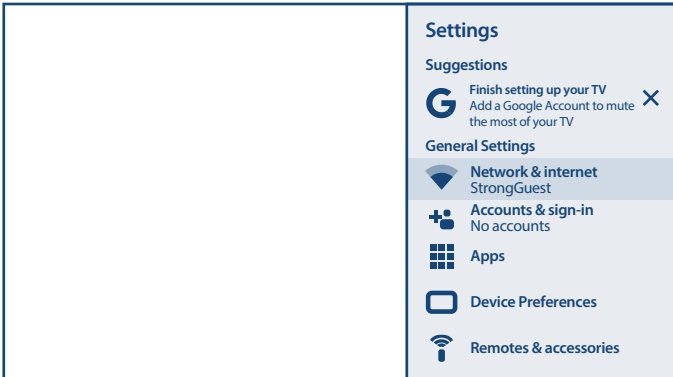 Settings
Suggestions
Finish setting up your TV
Add a Google Account to mute
the most of your TV
General Settings
Network & internet
StrongGuest
Accounts & sign-in
No accounts
Apps
Device Preferences
Remotes & accessories